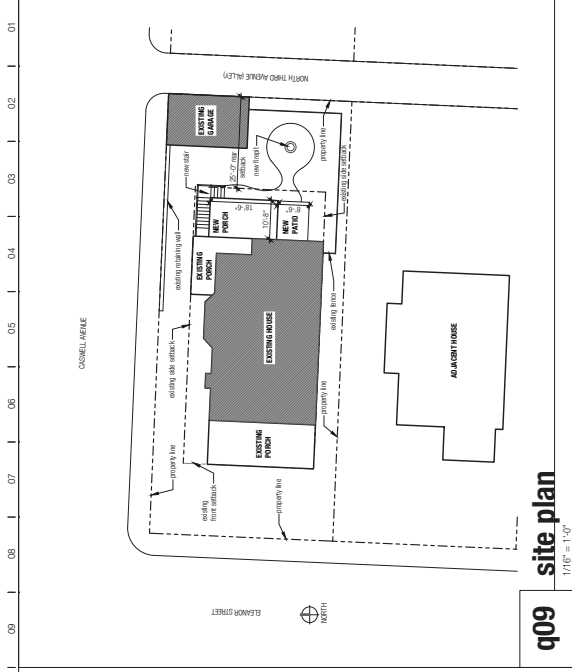 01
02
03
04
05
06
07
08
09
NORTH THIRD AVENUE (ALLEY)
EXISTING
GARAGE
new stair
25'-0" rear
setback
new firepit
property line
existing side setback
existing retaining wall
18'-6"
NEW
PORCH
10'-8"
8'-6"
NEW
PATIO
EXISTING
PORCH
CASWELL AVENUE
existing side setback
EXISTING HOUSE
existing fence
ADJACENT HOUSE
property line
EXISTING
PORCH
property line
existing
front setback
property line
ELEANOR STREET
NORTH
q09
site plan
1/16" = 1'-0"